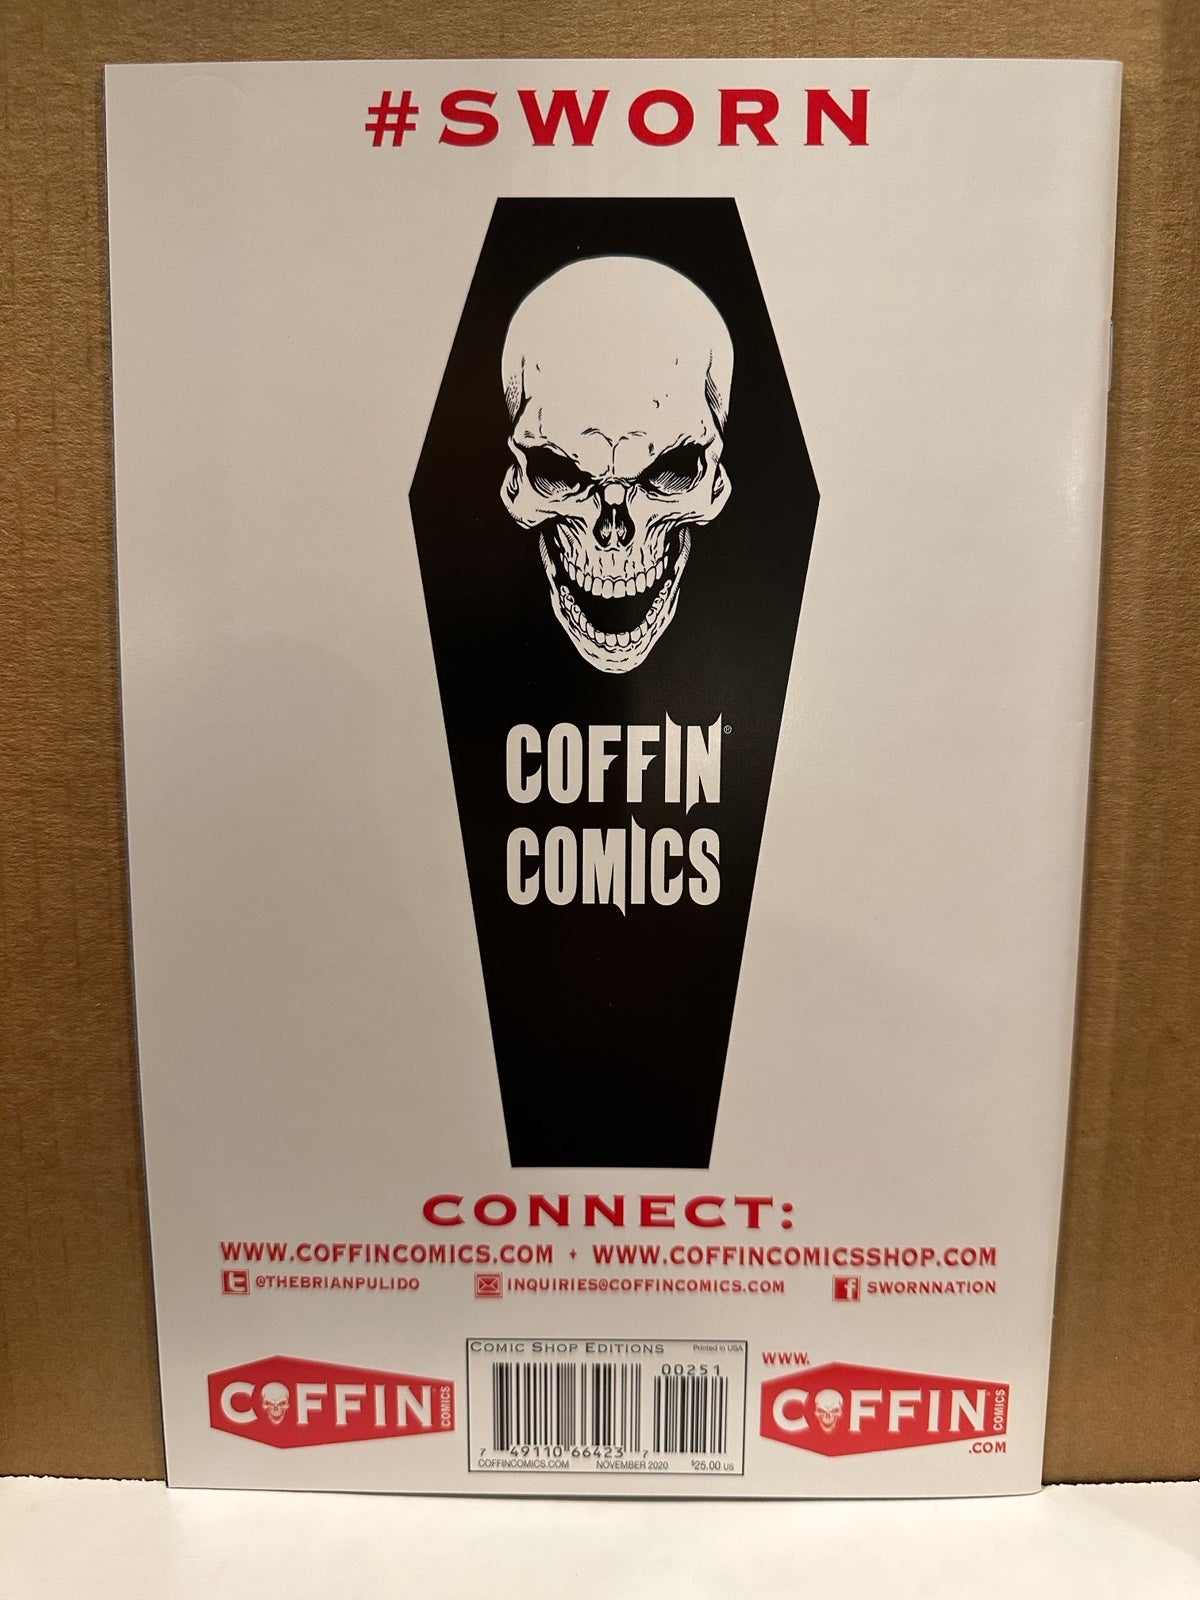 #SWORN
COFFIN®
COMICS
CONNECT:
WWW.COFFINCOMICS.COM + WWW.COFFINCOMICSSHOP.COM
@THEBRIANPULIDO INQUIRIES@COFFINCOMICS.COM SWORNNATION
COMIC SHOP EDITIONS Printed in USA
00251
7 49110 66423 7
COFFINCOMICS.COM NOVEMBER 2020 $25.00 US
COFFIN COMICS
WWW.
COFFIN COMICS
.COM